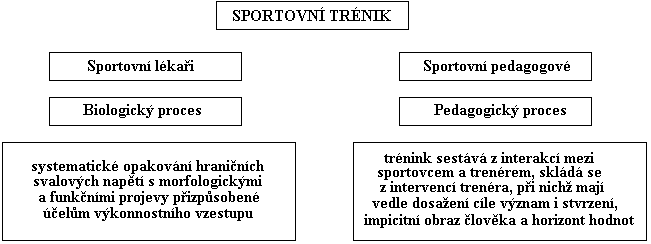 SPORTOVNÍ TRÉNIK
Sportovní lékaři
Sportovní pedagogové
Biologický proces
Pedagogický proces
systematické opakování hraničních
svalových napětí s morfologickými
a funkčními projevy přizpůsobené
účelům výkonnostního vzestupu
trénink sestává z interakcí mezi
sportovcem a trenérem, skládá se
z intervencí trenéra, při nichž mají
vedle dosažení cíle význam i stvrzení,
impicitní obraz člověka a horizont hodnot